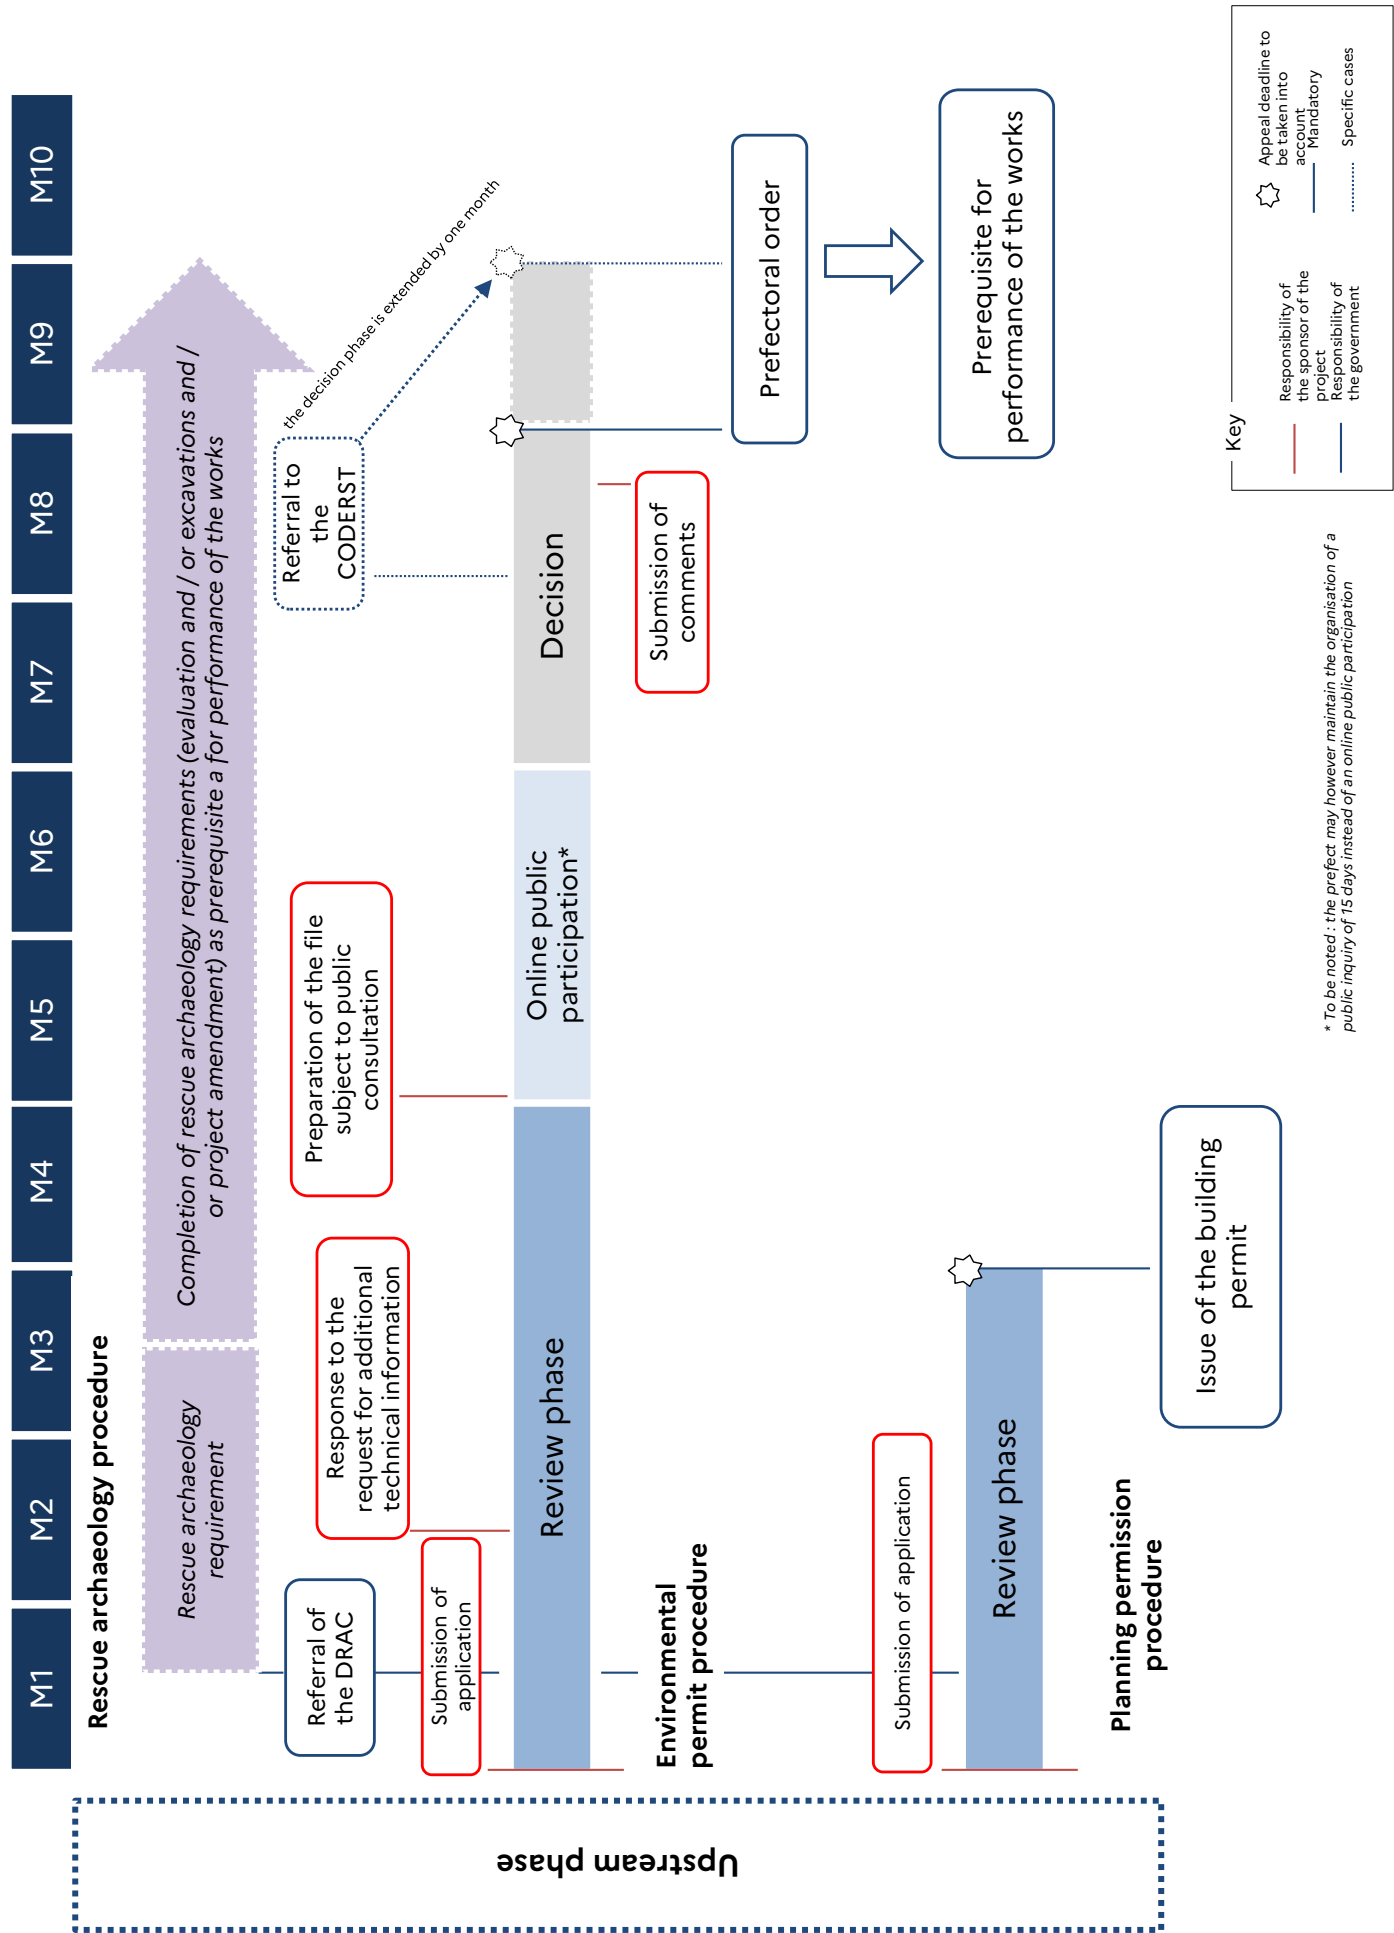 M1
M2
M3
M4
M5
M6
M7
M8
M9
M10
Rescue archaeology procedure
Rescue archaeology
requirement
Completion of rescue archaeology requirements (evaluation and / or excavations and /
or project amendment) as prerequisite a for performance of the works
Referral of
the DRAC
Submission of
application
Response to the
request for additional
technical information
Preparation of the file
subject to public
consultation
Referral to
the
CODERST
the decision phase is extended by one month
Review phase
Online public
participation*
Decision
Submission of
comments
Environmental
permit procedure
Prefectoral order
Prerequisite for
performance of the works
Submission of application
Review phase
Planning permission
procedure
Issue of the building
permit
Upstream phase
Key
Responsibility of
the sponsor of the
project
Responsibility of
the government
Appeal deadline to
be taken into
account
Mandatory
Specific cases
* To be noted : the prefect may however maintain the organisation of a
public inquiry of 15 days instead of an online public participation